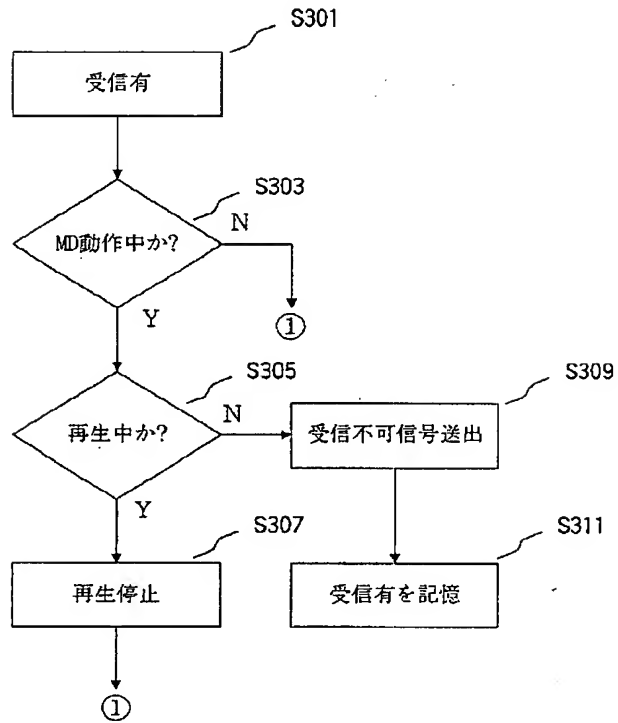 S301
受信有
S303
MD動作中か?
N
Y
①
S305
S309
再生中か?
N
受信不可信号送出
Y
S307
S311
再生停止
受信有を記憶
①